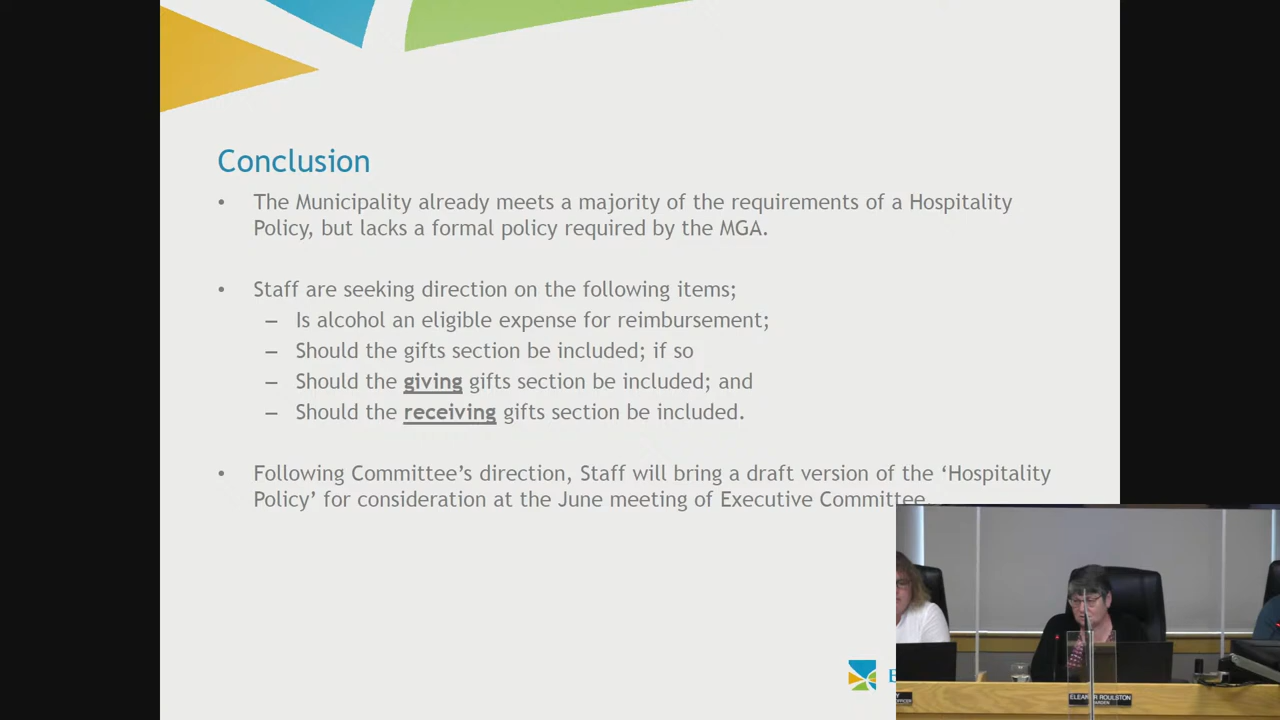 Conclusion
• The Municipality already meets a majority of the requirements of a Hospitality
Policy, but lacks a formal policy required by the MGA.
• Staff are seeking direction on the following items;
– Is alcohol an eligible expense for reimbursement;
– Should the gifts section be included; if so
– Should the giving gifts section be included; and
– Should the receiving gifts section be included.
• Following Committee’s direction, Staff will bring a draft version of the ‘Hospitality
Policy’ for consideration at the June meeting of Executive Committee.
E
ELEANOR ROULSTON
WARDEN
OFFICER